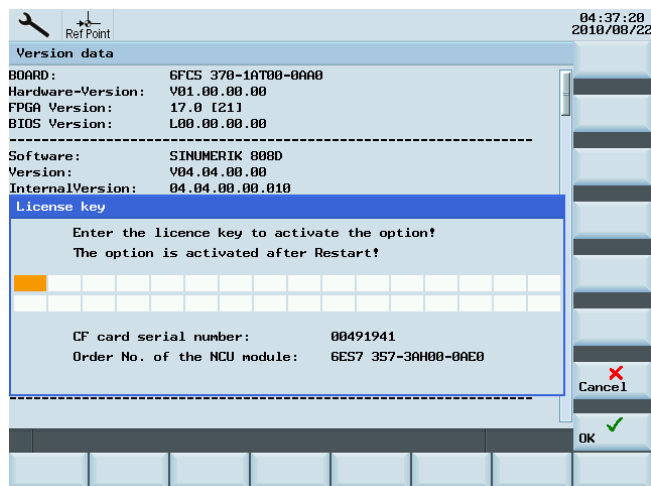 Ref Point
04:37:20
2010/08/22
Version data
BOARD: 6FC5 370-1AT00-0AA0
Hardware-Version: V01.00.00.00
FPGA Version: 17.0 [21]
BIOS Version: L00.00.00.00
Software: SINUMERIK 808D
Version: V04.04.00.00
InternalVersion: 04.04.00.00.010
License key
Enter the licence key to activate the option!
The option is activated after Restart!
CF card serial number: 00491941
Order No. of the NCU module: 6ES7 357-3AH00-0AE0
Cancel
OK